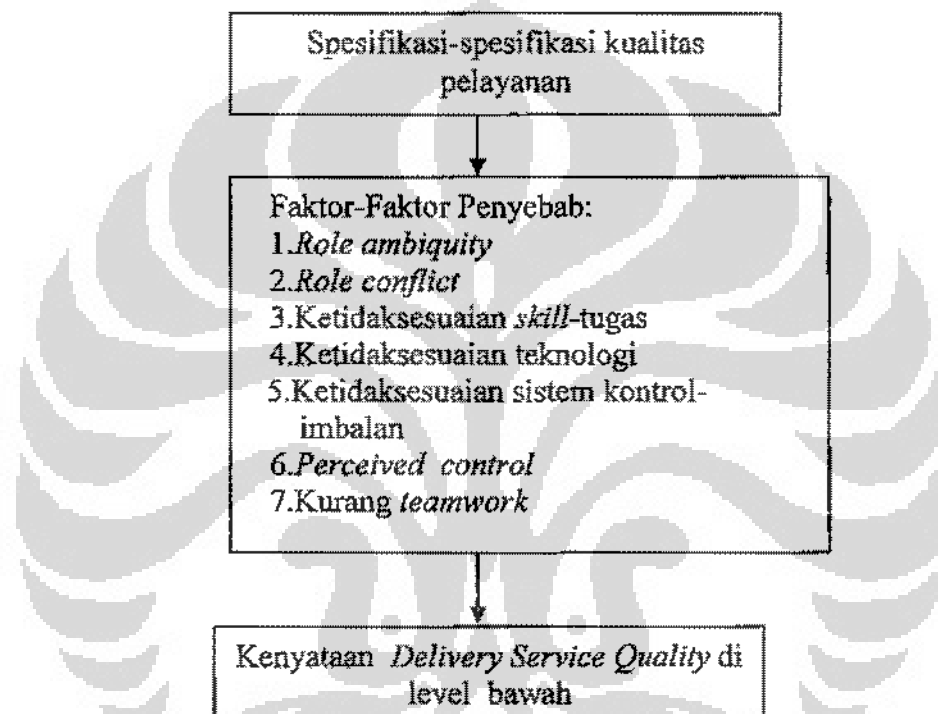 Spesifikasi-spesifikasi kualitas
pelayanan
Faktor-Faktor Penyebab:
1.Role ambiquity
2.Role conflict
3.Ketidaksesuaian skill-tugas
4.Ketidaksesuaian teknologi
5.Ketidaksesuaian sistem kontrol-
imbalan
6.Perceived control
7.Kurang teamwork
Kenyataan Delivery Service Quality di
level bawah